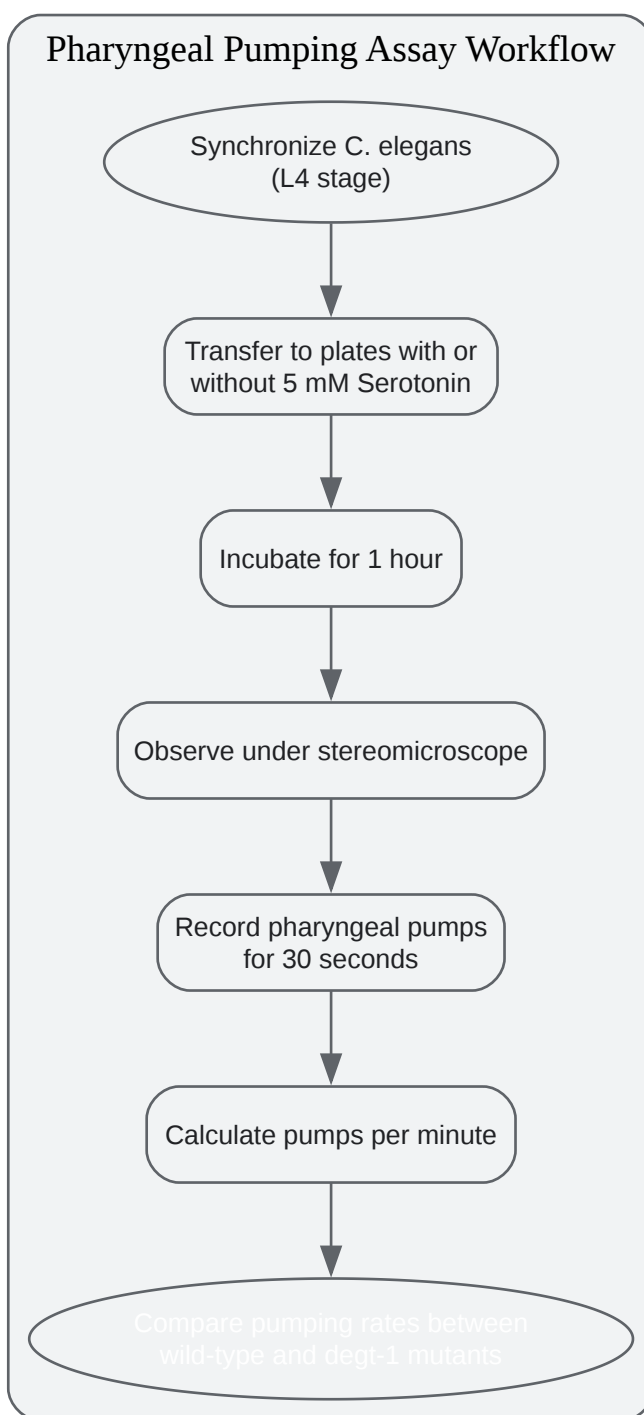 Pharyngeal Pumping Assay Workflow
Synchronize C. elegans
(L4 stage)
Transfer to plates with or
without 5 mM Serotonin
Incubate for 1 hour
Observe under stereomicroscope
Record pharyngeal pumps
for 30 seconds
Calculate pumps per minute
Compare pumping rates between
wild-type and degt-1 mutants